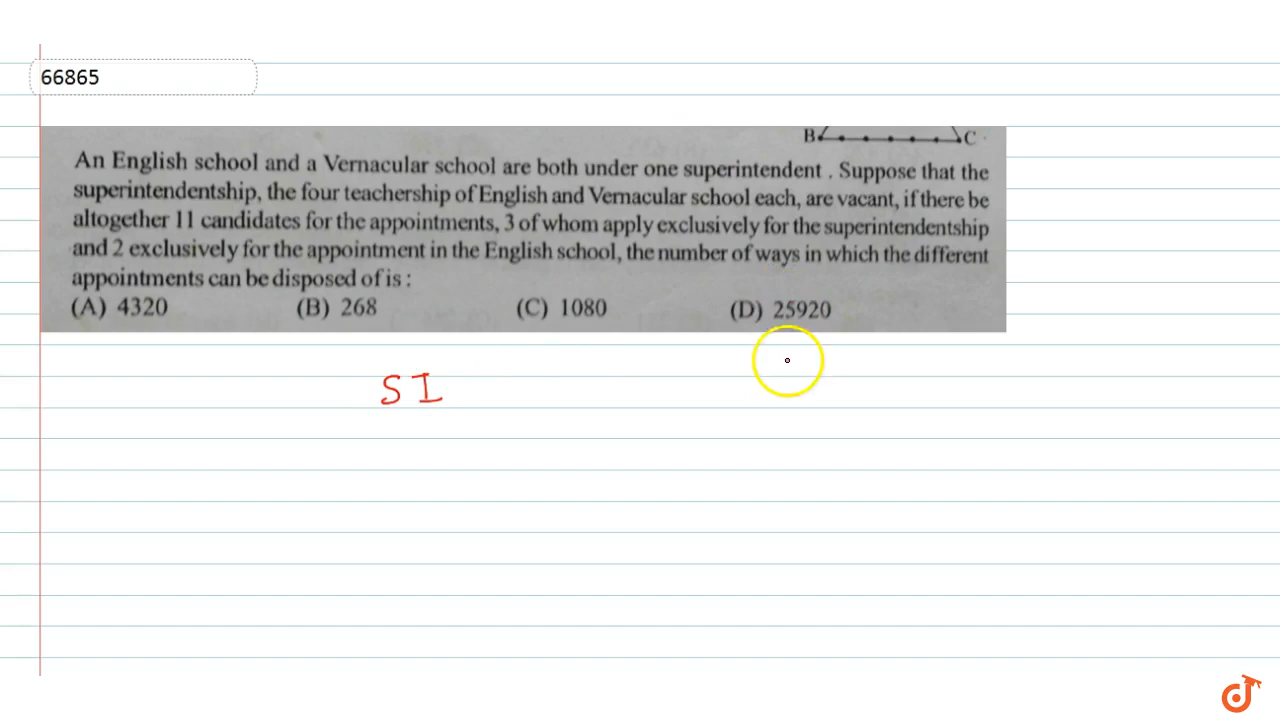 66865
B C
An English school and a Vernacular school are both under one superintendent . Suppose that the
superintendentship, the four teachership of English and Vernacular school each, are vacant, if there be
altogether 11 candidates for the appointments, 3 of whom apply exclusively for the superintendentship
and 2 exclusively for the appointment in the English school, the number of ways in which the different
appointments can be disposed of is :
(A) 4320 (B) 268 (C) 1080 (D) 25920
S I